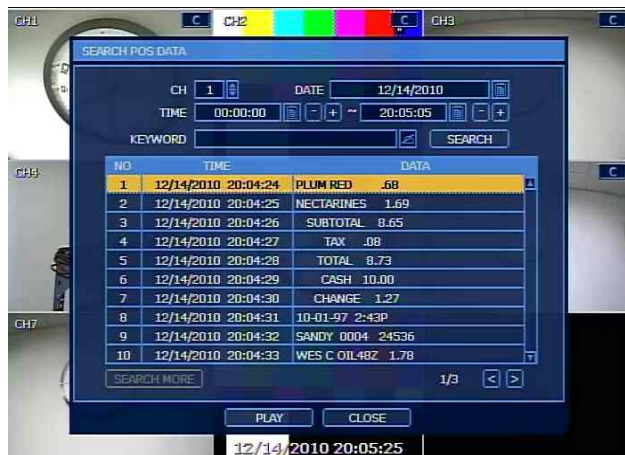 CH1 C CH2 C CH3 C
SEARCH POS DATA
CH 1 DATE 12/14/2010
TIME 00:00:00 - + ~ 20:05:05 - +
KEYWORD SEARCH
NO TIME DATA
1 12/14/2010 20:04:24 PLUM RED .68
CH4 C
2 12/14/2010 20:04:25 NECTARINES 1.69
3 12/14/2010 20:04:26 SUBTOTAL 8.65
4 12/14/2010 20:04:27 TAX .08
5 12/14/2010 20:04:28 TOTAL 8.73
6 12/14/2010 20:04:29 CASH 10.00
7 12/14/2010 20:04:30 CHANGE 1.27
8 12/14/2010 20:04:31 10-01-97 2:43P
CH7
9 12/14/2010 20:04:32 SANDY 0004 24536
10 12/14/2010 20:04:33 WES C OIL48Z 1.78
SEARCH MORE 1/3 < >
PLAY CLOSE
12/14/2010 20:05:25